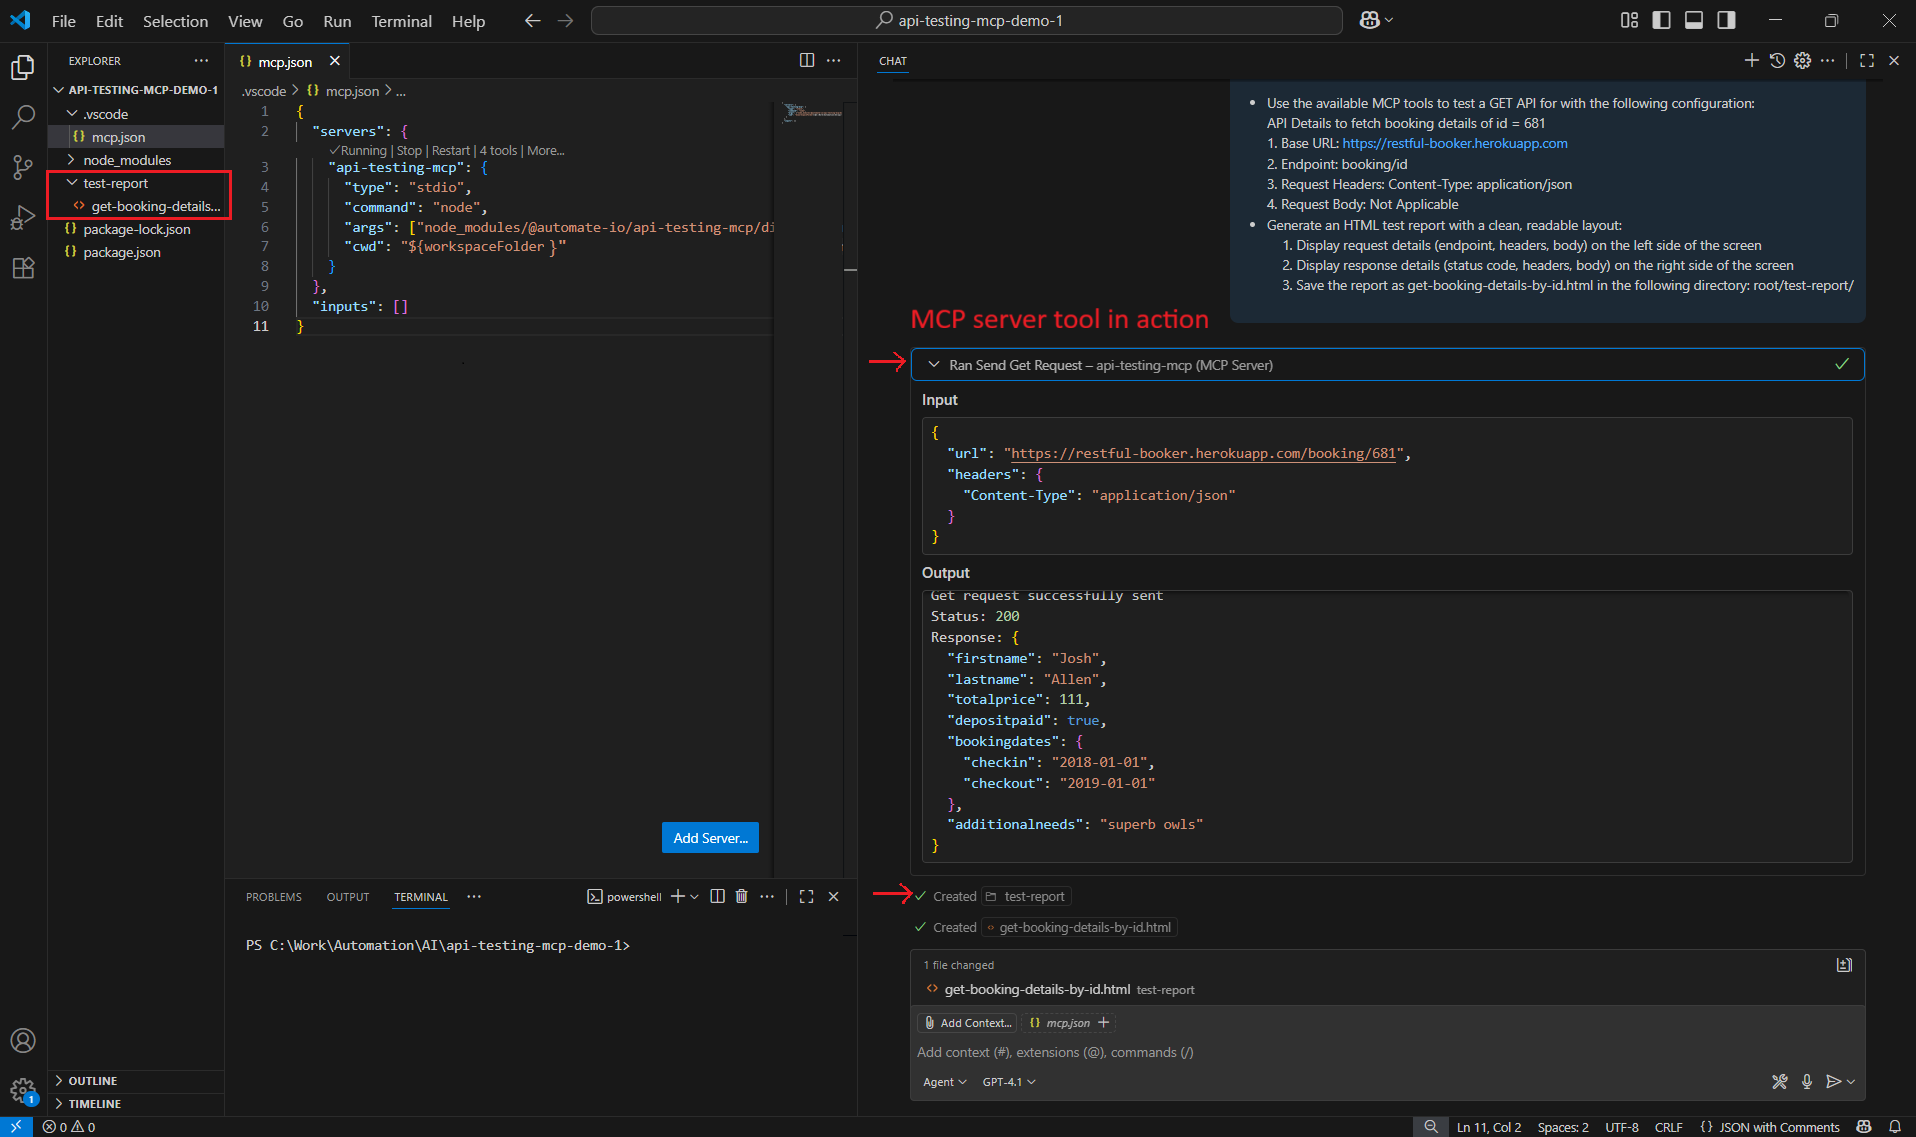 File Edit Selection View Go Run Terminal Help
api-testing-mcp-demo-1
EXPLORER
API-TESTING-MCP-DEMO-1
.vscode
mcp.json
node_modules
test-report
get-booking-details...
package-lock.json
package.json
OUTLINE
TIMELINE
mcp.json
.vscode > mcp.json > ...
1 {
2 "servers": {
✓Running | Stop | Restart | 4 tools | More...
3 "api-testing-mcp": {
4 "type": "stdio",
5 "command": "node",
6 "args": ["node_modules/@automate-io/api-testing-mcp/di
7 "cwd": "${workspaceFolder}"
8 }
9 },
10 "inputs": []
11 }
Add Server...
PROBLEMS OUTPUT TERMINAL ...
powershell
PS C:\Work\Automation\AI\api-testing-mcp-demo-1>
CHAT
• Use the available MCP tools to test a GET API for with the following configuration:
API Details to fetch booking details of id = 681
1. Base URL: https://restful-booker.herokuapp.com
2. Endpoint: booking/id
3. Request Headers: Content-Type: application/json
4. Request Body: Not Applicable
• Generate an HTML test report with a clean, readable layout:
1. Display request details (endpoint, headers, body) on the left side of the screen
2. Display response details (status code, headers, body) on the right side of the screen
3. Save the report as get-booking-details-by-id.html in the following directory: root/test-report/
MCP server tool in action
Ran Send Get Request – api-testing-mcp (MCP Server)
Input
{
"url": "https://restful-booker.herokuapp.com/booking/681",
"headers": {
"Content-Type": "application/json"
}
}
Output
Get request successfully sent
Status: 200
Response: {
"firstname": "Josh",
"lastname": "Allen",
"totalprice": 111,
"depositpaid": true,
"bookingdates": {
"checkin": "2018-01-01",
"checkout": "2019-01-01"
},
"additionalneeds": "superb owls"
}
Created test-report
Created get-booking-details-by-id.html
1 file changed
get-booking-details-by-id.html test-report
Add Context... mcp.json +
Add context (#), extensions (@), commands (/)
Agent GPT-4.1
1
0 0
Ln 11, Col 2 Spaces: 2 UTF-8 CRLF {} JSON with Comments